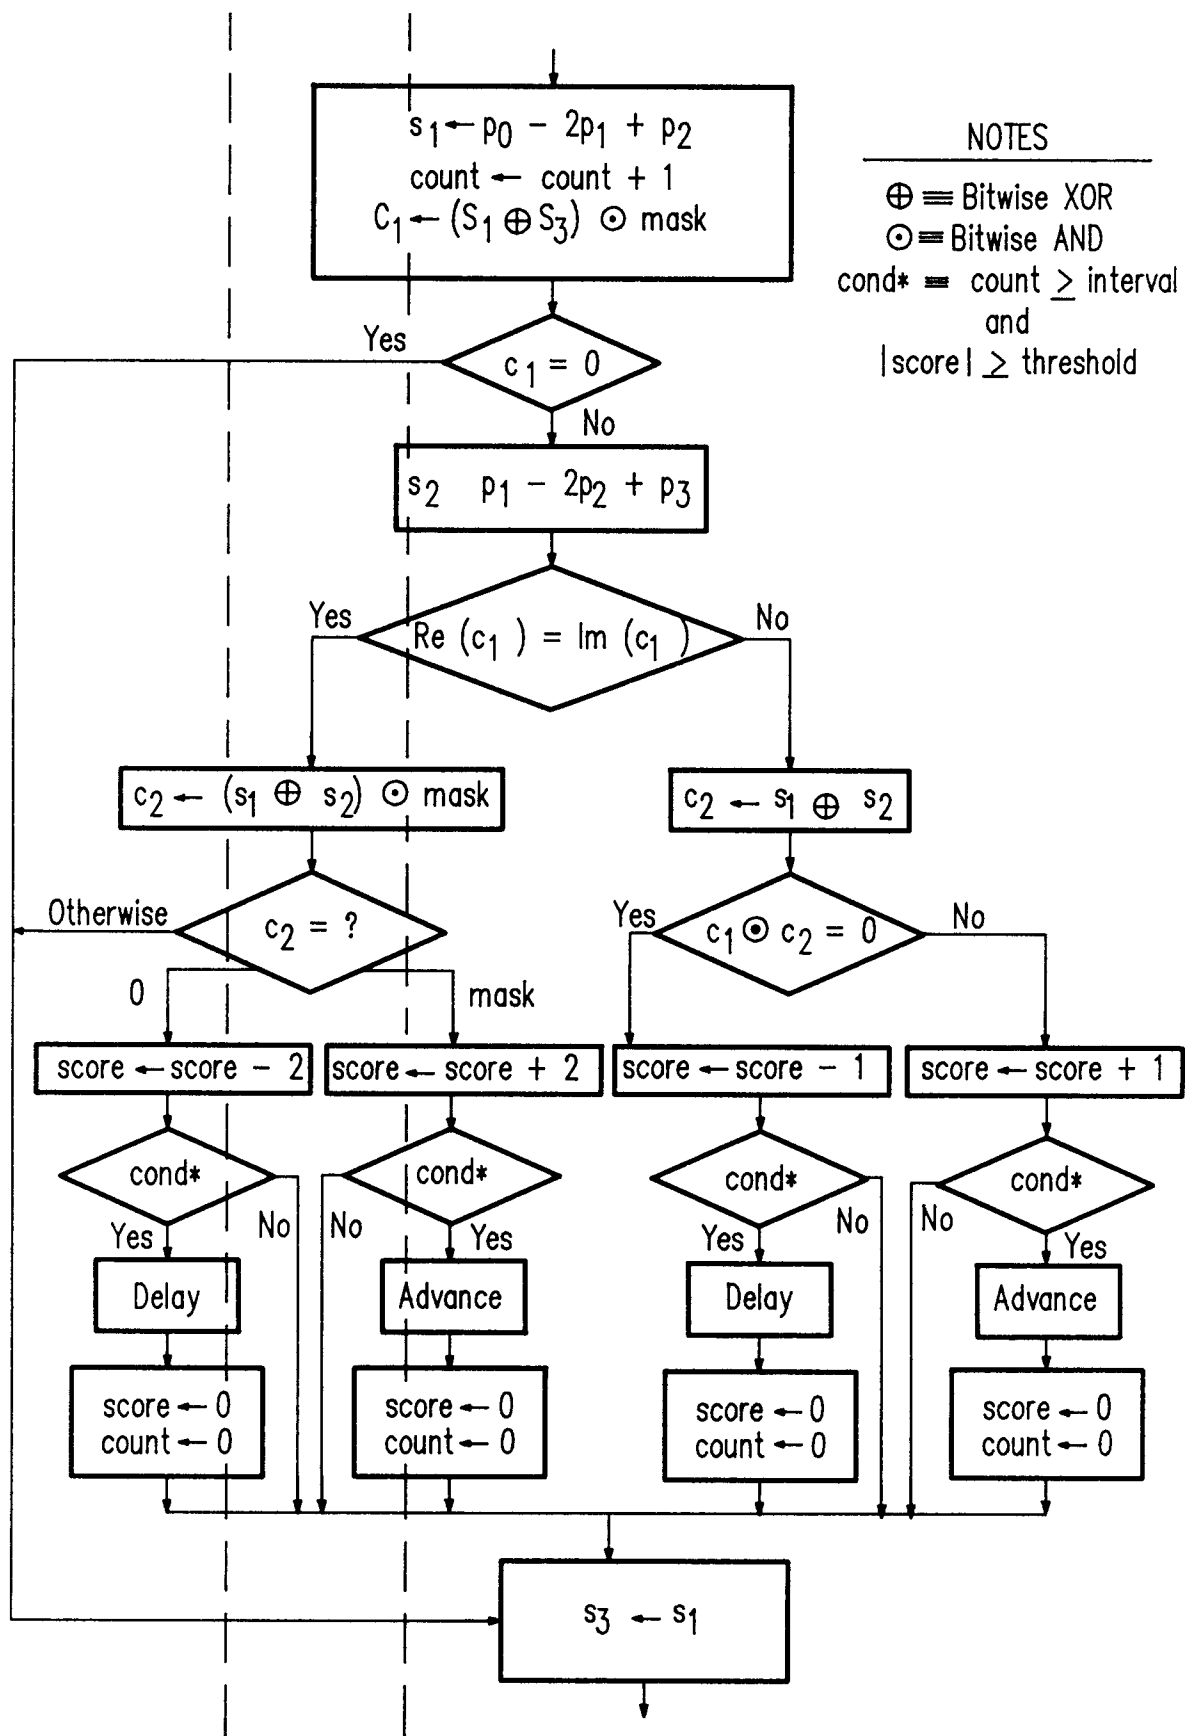 s₁ ← p₀ - 2p₁ + p₂
count ← count + 1
C₁ ← (S₁ ⊕ S₃) ⊙ mask
NOTES
⊕ ≡ Bitwise XOR
⊙ ≡ Bitwise AND
cond* ≡ count ≥ interval
and
|score| ≥ threshold
Yes
c₁ = 0
No
s₂ p₁ - 2p₂ + p₃
Yes
Re (c₁ ) = Im (c₁ )
No
c₂ ← (s₁ ⊕ s₂) ⊙ mask
c₂ ← s₁ ⊕ s₂
Otherwise
c₂ = ?
0
mask
Yes
c₁ ⊙ c₂ = 0
No
score ← score - 2
score ← score + 2
score ← score - 1
score ← score + 1
cond*
cond*
cond*
cond*
Yes
No
No
Yes
Yes
No
No
Yes
Delay
Advance
Delay
Advance
score ← 0
count ← 0
score ← 0
count ← 0
score ← 0
count ← 0
score ← 0
count ← 0
s₃ ← s₁